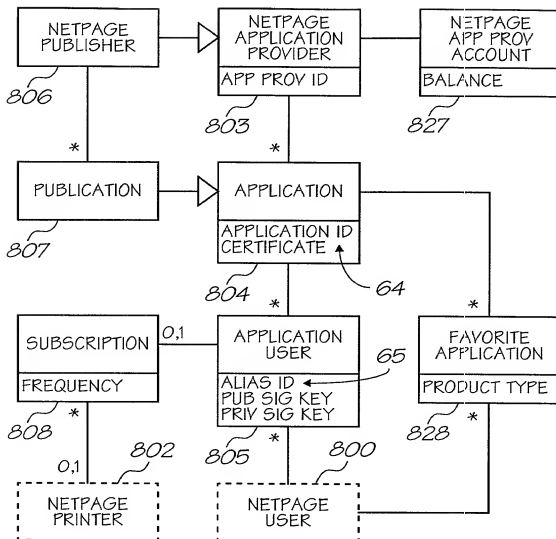 NETPAGE
PUBLISHER
806
NETPAGE
APPLICATION
PROVIDER
APP PROV ID
803
NETPAGE
APP PROV
ACCOUNT
BALANCE
827
*
*
PUBLICATION
807
APPLICATION
APPLICATION ID
CERTIFICATE
804
64
*
*
SUBSCRIPTION
FREQUENCY
808
0,1
APPLICATION
USER
ALIAS ID
PUB SIG KEY
PRIV SIG KEY
805
65
FAVORITE
APPLICATION
PRODUCT TYPE
828
*
*
*
0,1
802
800
NETPAGE
PRINTER
NETPAGE
USER